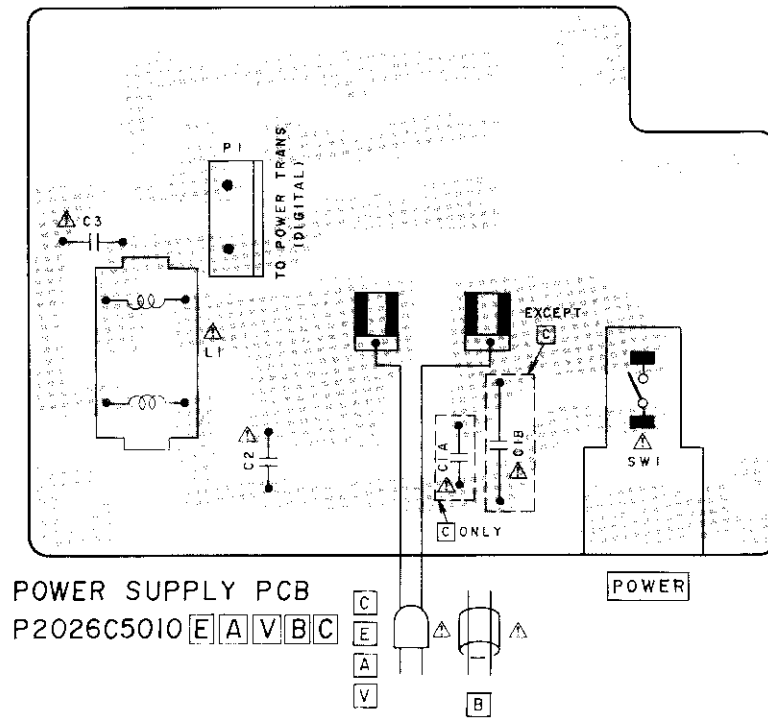 P1
TO POWER TRANS
(DIGITAL)
C3
L1
EXCEPT
C
C2
C1A
C1B
SW1
C ONLY
POWER
POWER SUPPLY PCB
P2026C5010 E A V B C
C
E
A
V
B